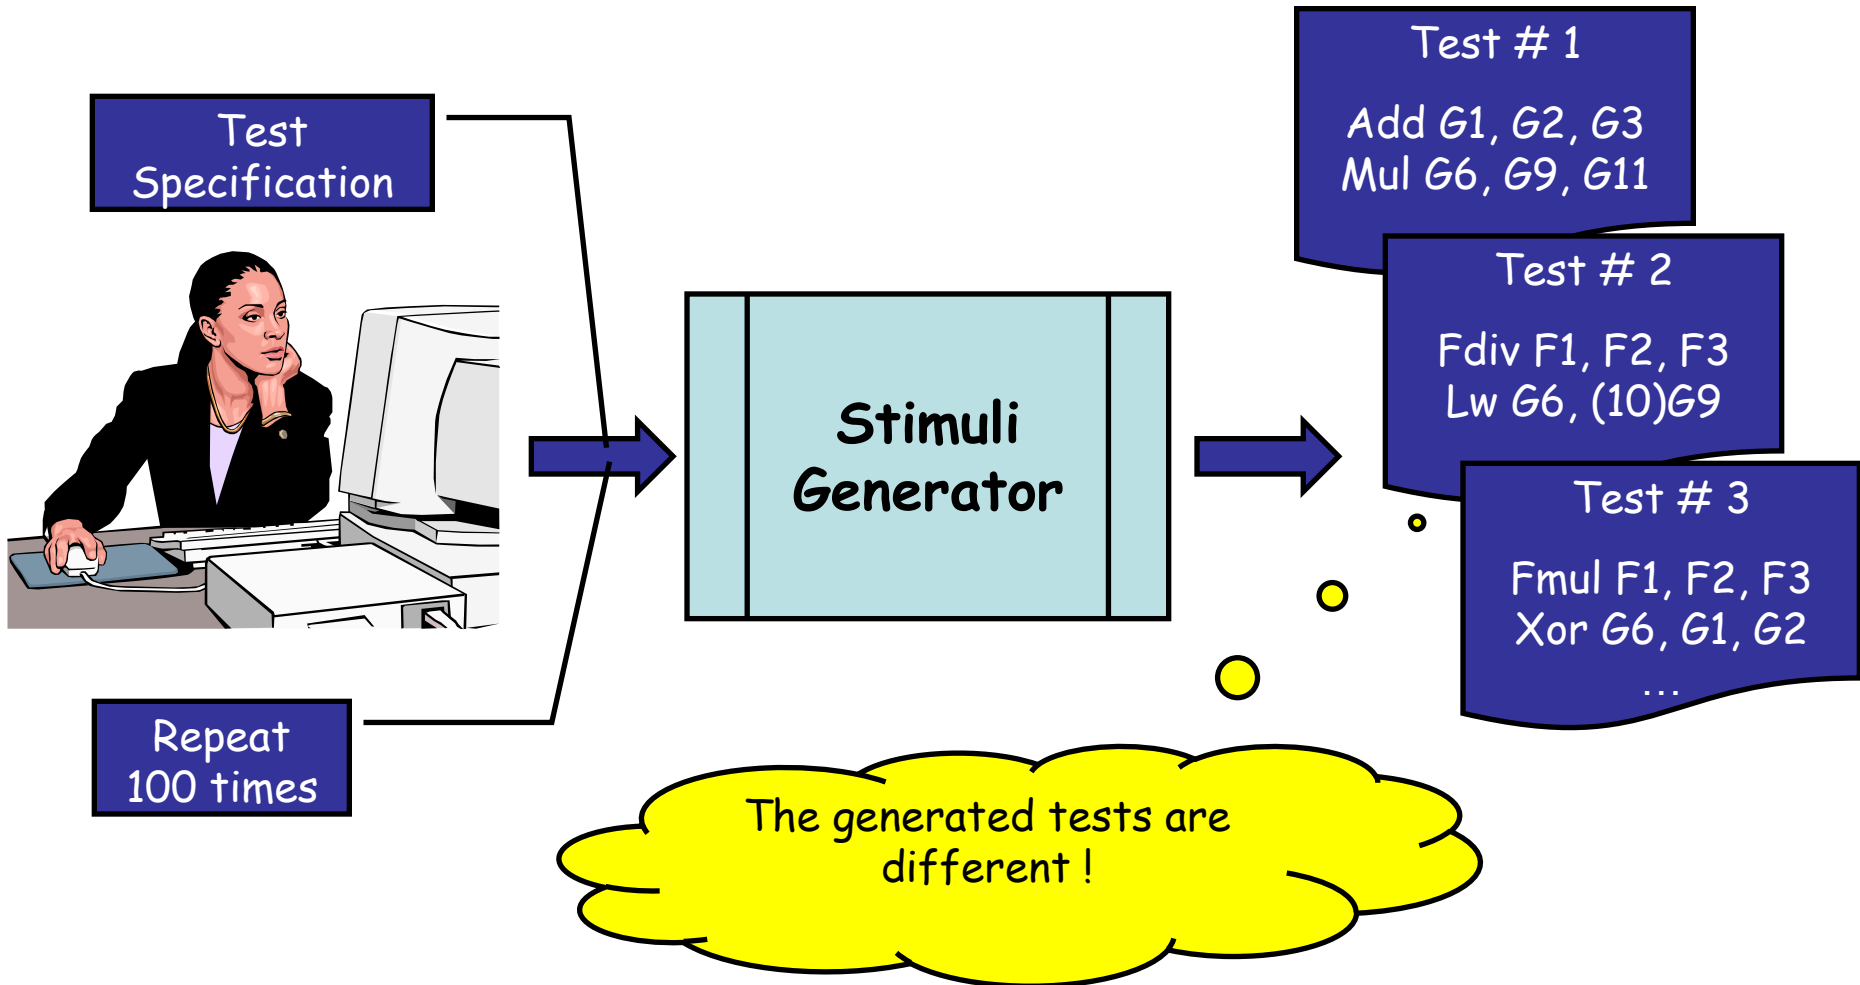 Test
Specification
Repeat
100 times
Stimuli
Generator
Test # 1
Add G1, G2, G3
Mul G6, G9, G11
Test # 2
Fdiv F1, F2, F3
Lw G6, (10)G9
Test # 3
Fmul F1, F2, F3
Xor G6, G1, G2
...
The generated tests are
different !